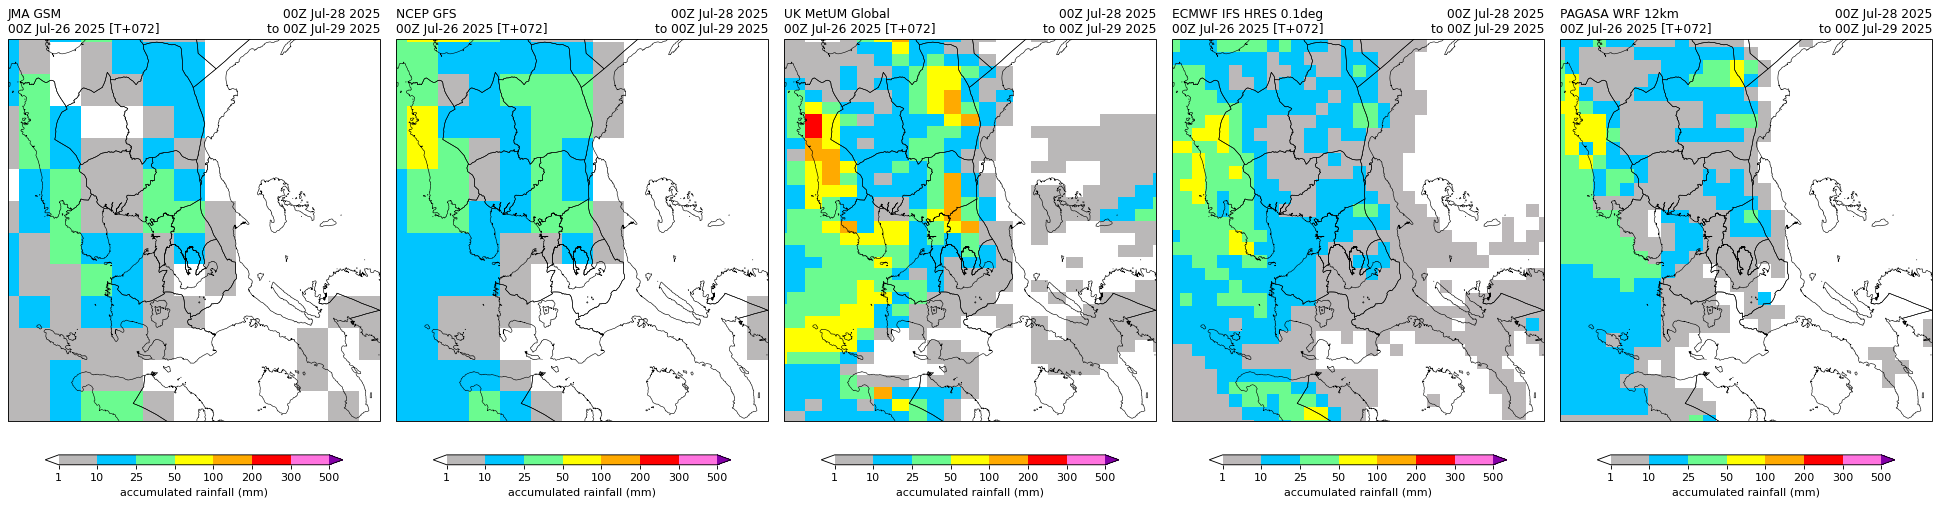 JMA GSM 00Z Jul-28 2025
00Z Jul-26 2025 [T+072] to 00Z Jul-29 2025
1 10 25 50 100 200 300 500
accumulated rainfall (mm)
NCEP GFS 00Z Jul-28 2025
00Z Jul-26 2025 [T+072] to 00Z Jul-29 2025
1 10 25 50 100 200 300 500
accumulated rainfall (mm)
UK MetUM Global 00Z Jul-28 2025
00Z Jul-26 2025 [T+072] to 00Z Jul-29 2025
1 10 25 50 100 200 300 500
accumulated rainfall (mm)
ECMWF IFS HRES 0.1deg 00Z Jul-28 2025
00Z Jul-26 2025 [T+072] to 00Z Jul-29 2025
1 10 25 50 100 200 300 500
accumulated rainfall (mm)
PAGASA WRF 12km 00Z Jul-28 2025
00Z Jul-26 2025 [T+072] to 00Z Jul-29 2025
1 10 25 50 100 200 300 500
accumulated rainfall (mm)